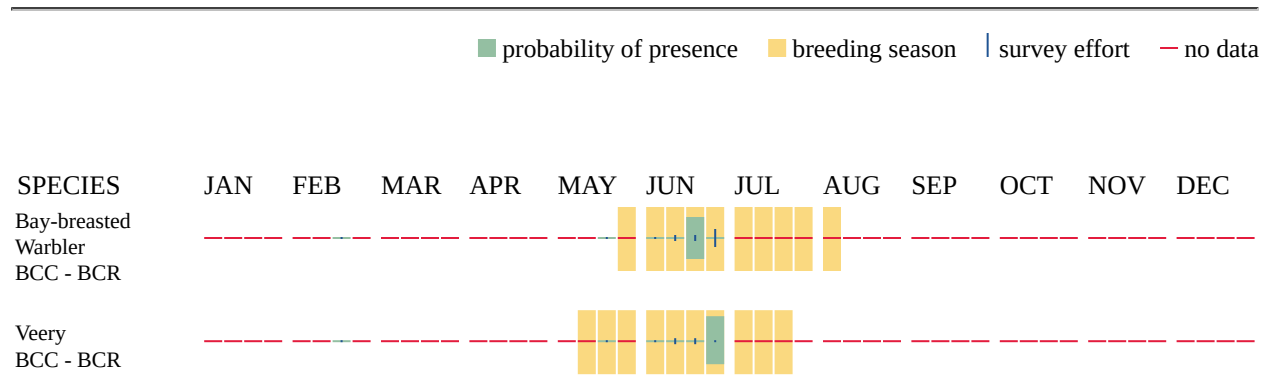 probability of presence breeding season survey effort no data
SPECIES JAN FEB MAR APR MAY JUN JUL AUG SEP OCT NOV DEC
Bay-breasted
Warbler
BCC - BCR
Veery
BCC - BCR